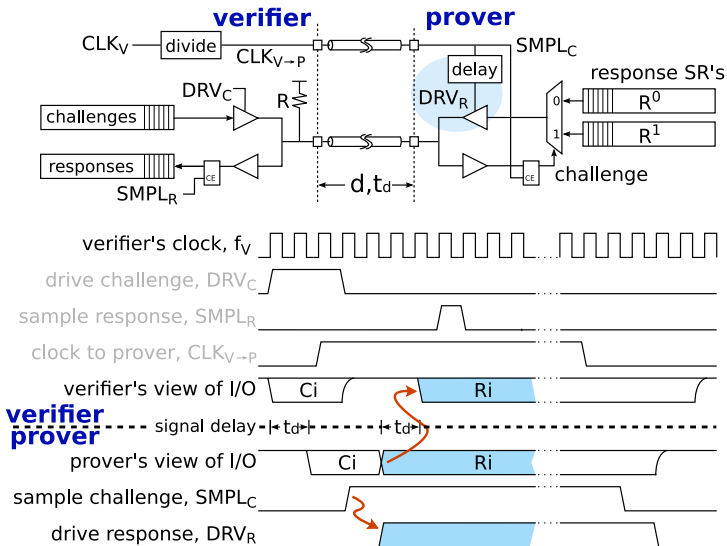 verifier
prover
CLKV
divide
CLKV→P
SMPLC
delay
response SR's
DRVC
R
DRVR
0
R0
challenges
1
R1
responses
CE
CE
challenge
SMPLR
d,td
verifier's clock, fV
drive challenge, DRVC
sample response, SMPLR
clock to prover, CLKV→P
verifier's view of I/O
Ci
Ri
verifier
signal delay
td
td
prover
prover's view of I/O
Ci
Ri
sample challenge, SMPLC
drive response, DRVR